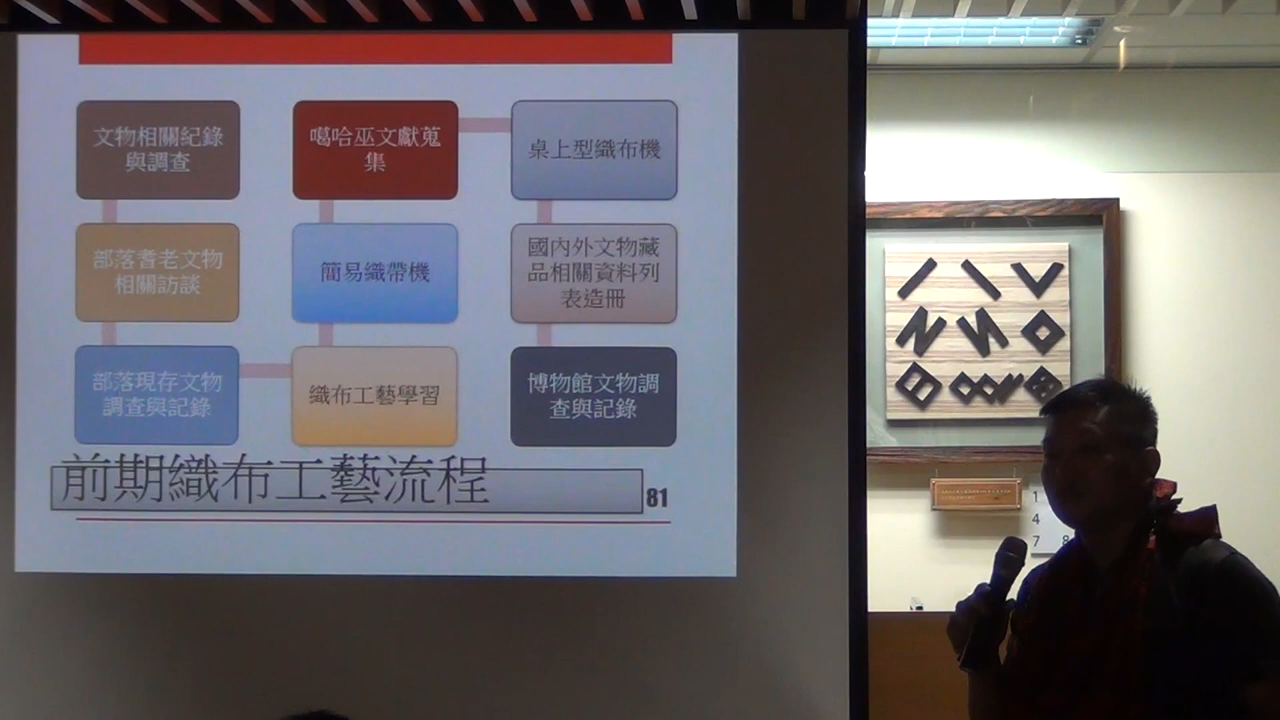 文物相關紀錄
與調查
噶哈巫文獻蒐
集
桌上型織布機
部落耆老文物
相關訪談
簡易織帶機
國內外文物藏
品相關資料列
表造冊
部落現存文物
調查與記錄
織布工藝學習
博物館文物調
查與記錄
前期織布工藝流程
81
1
4
7 8